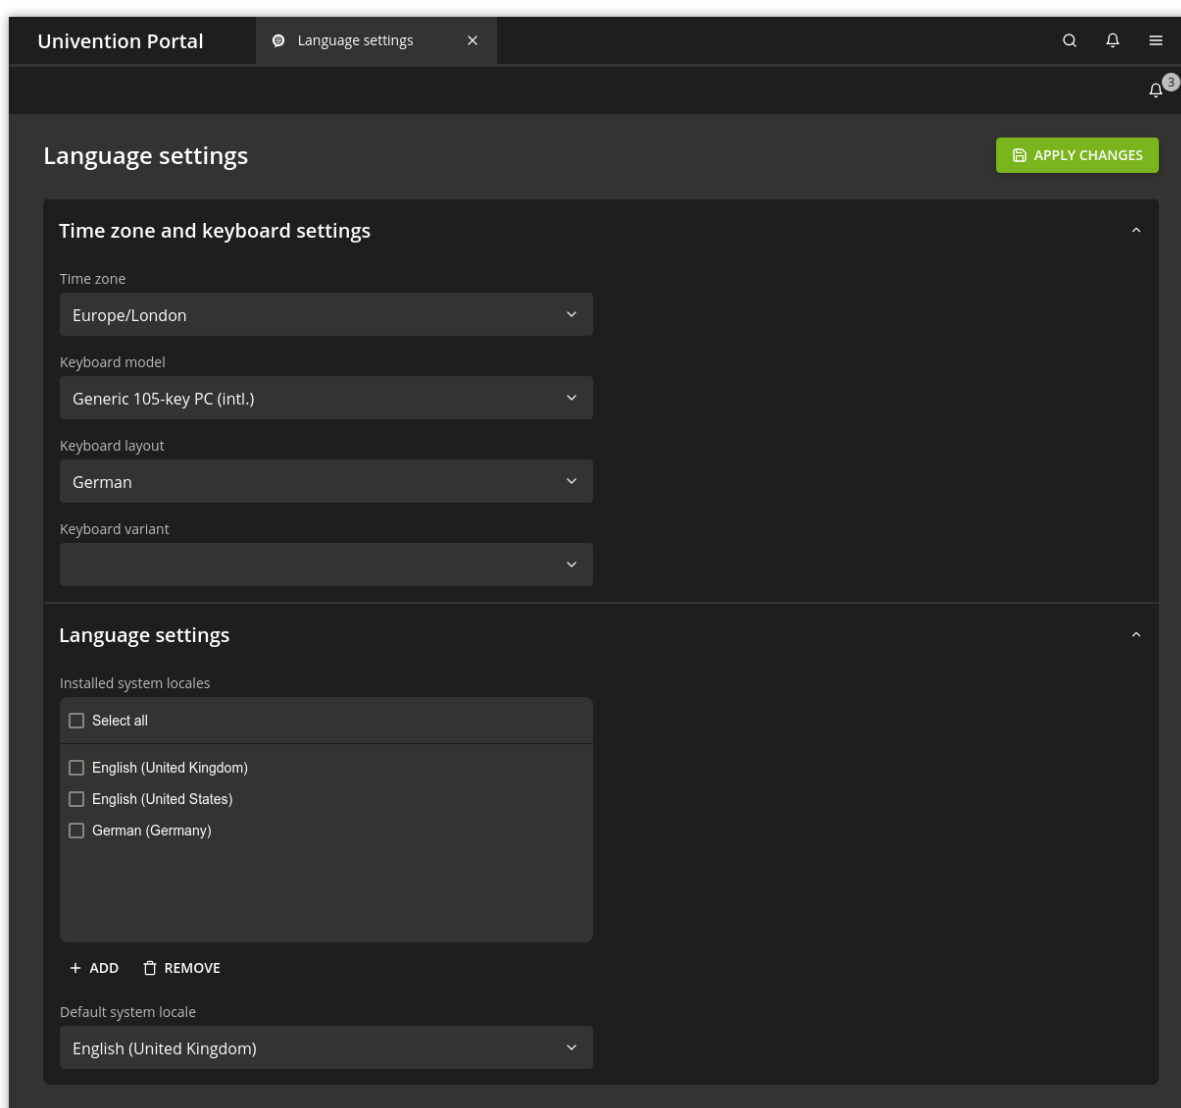 Univention Portal
Language settings
3
Language settings
APPLY CHANGES
Time zone and keyboard settings
Time zone
Europe/London
Keyboard model
Generic 105-key PC (intl.)
Keyboard layout
German
Keyboard variant
Language settings
Installed system locales
Select all
English (United Kingdom)
English (United States)
German (Germany)
ADD
REMOVE
Default system locale
English (United Kingdom)